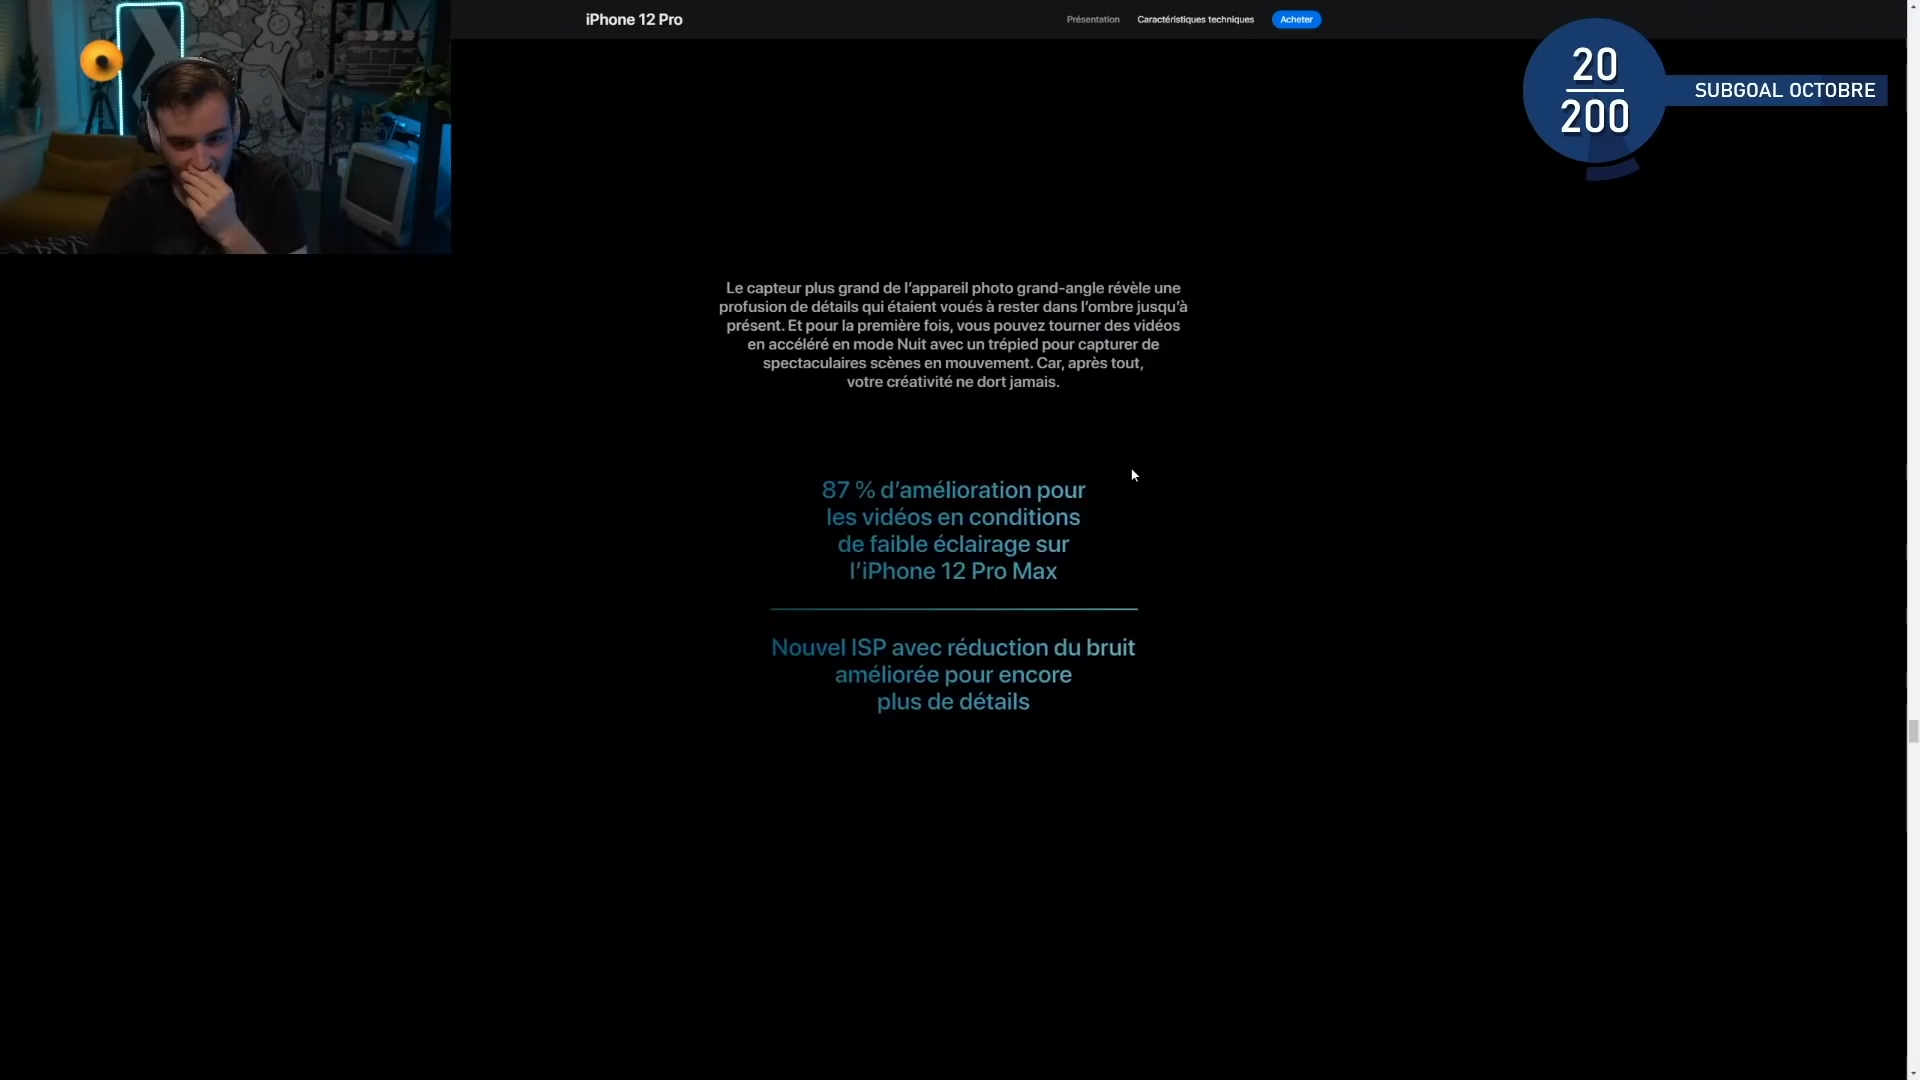 iPhone 12 Pro
Présentation
Caractéristiques techniques
Acheter
20
200
SUBGOAL OCTOBRE
Le capteur plus grand de l’appareil photo grand-angle révèle une
profusion de détails qui étaient voués à rester dans l’ombre jusqu’à
présent. Et pour la première fois, vous pouvez tourner des vidéos
en accéléré en mode Nuit avec un trépied pour capturer de
spectaculaires scènes en mouvement. Car, après tout,
votre créativité ne dort jamais.
87 % d’amélioration pour
les vidéos en conditions
de faible éclairage sur
l’iPhone 12 Pro Max
Nouvel ISP avec réduction du bruit
améliorée pour encore
plus de détails